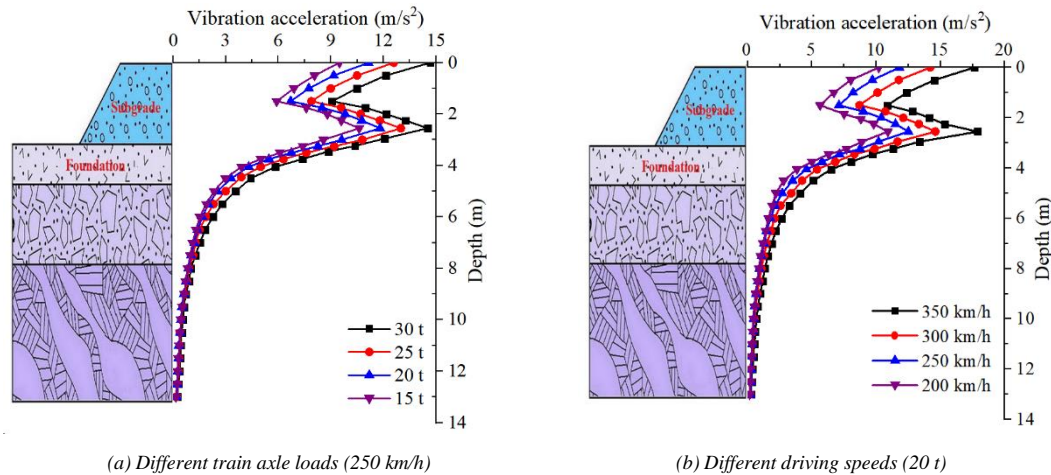 Vibration acceleration (m/s²)
0 3 6 9 12 15
0
2
4
6
8
10
12
14
Depth (m)
Subgvade
Foundation
30 t
25 t
20 t
15 t
(a) Different train axle loads (250 km/h)
Vibration acceleration (m/s²)
0 5 10 15 20
0
2
4
6
8
10
12
14
Depth (m)
Subgvade
Foundation
350 km/h
300 km/h
250 km/h
200 km/h
(b) Different driving speeds (20 t)